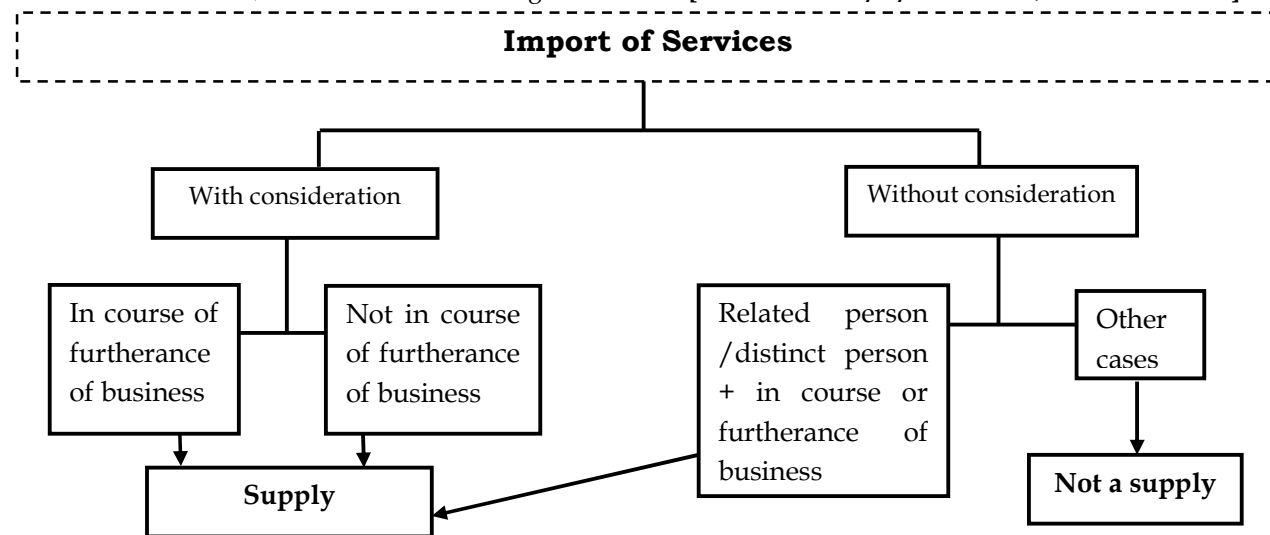 Import of Services
With consideration
Without consideration
In course of
furtherance
of business
Not in course
of furtherance
of business
Related person
/distinct person
+ in course or
furtherance of
business
Other
cases
Supply
Not a supply